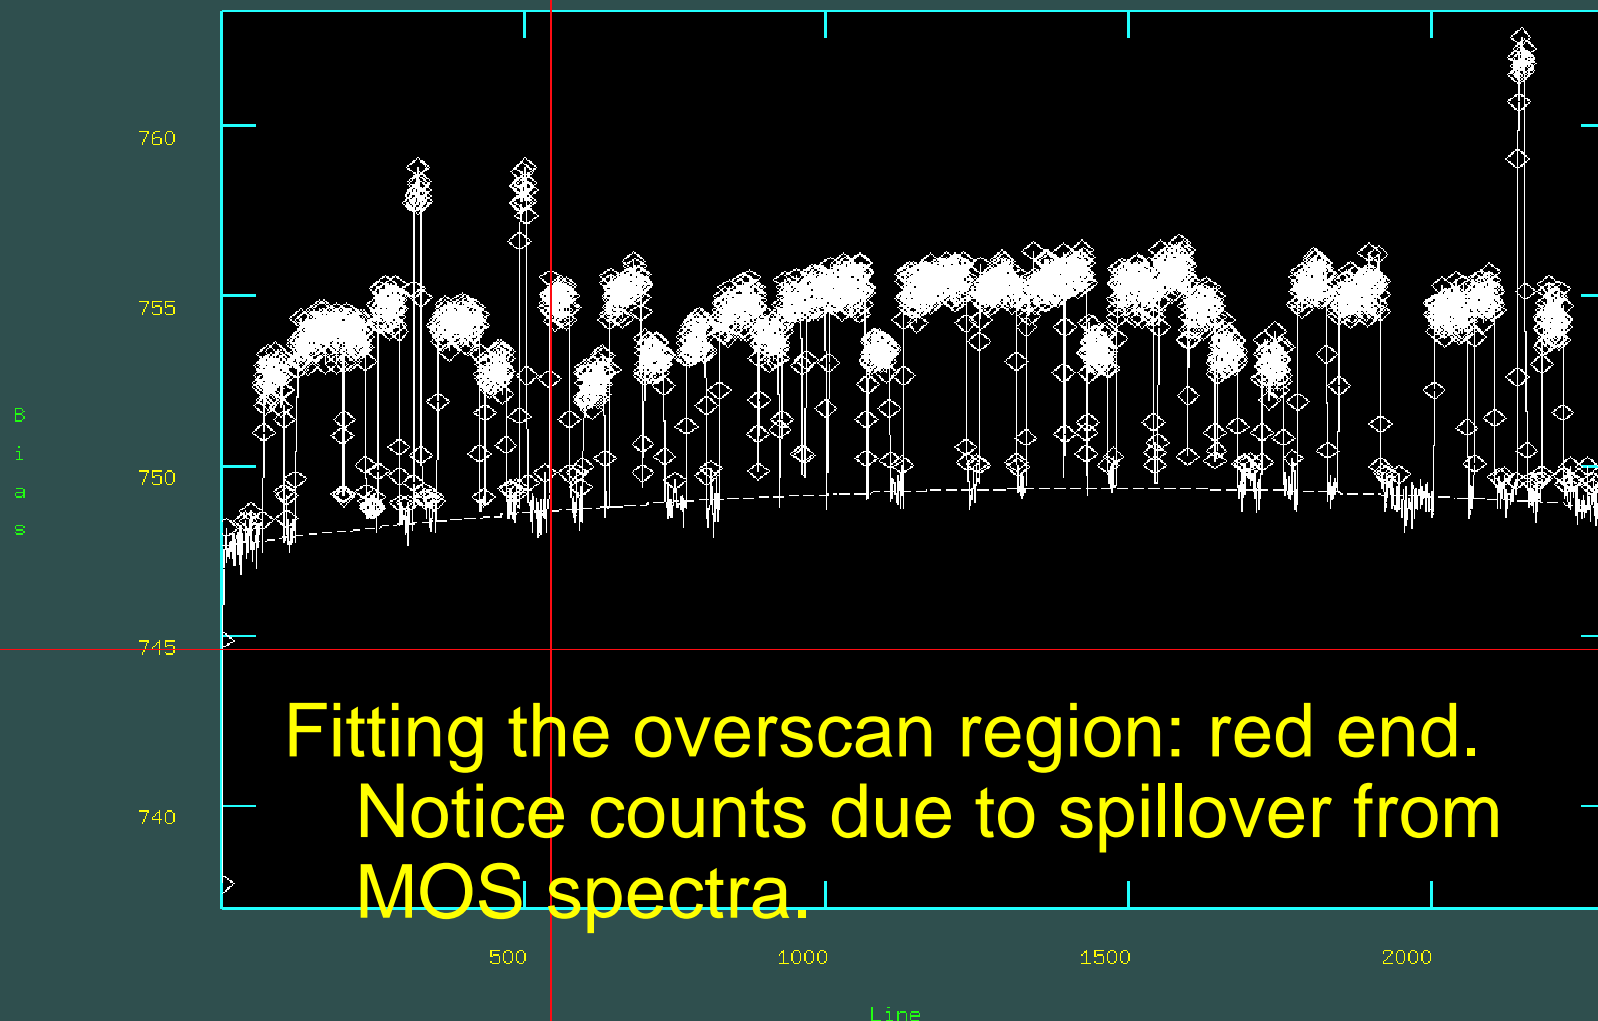 760
755
750
745
740
Bias
Fitting the overscan region: red end.
Notice counts due to spillover from
MOS spectra.
500 1000 1500 2000
Line